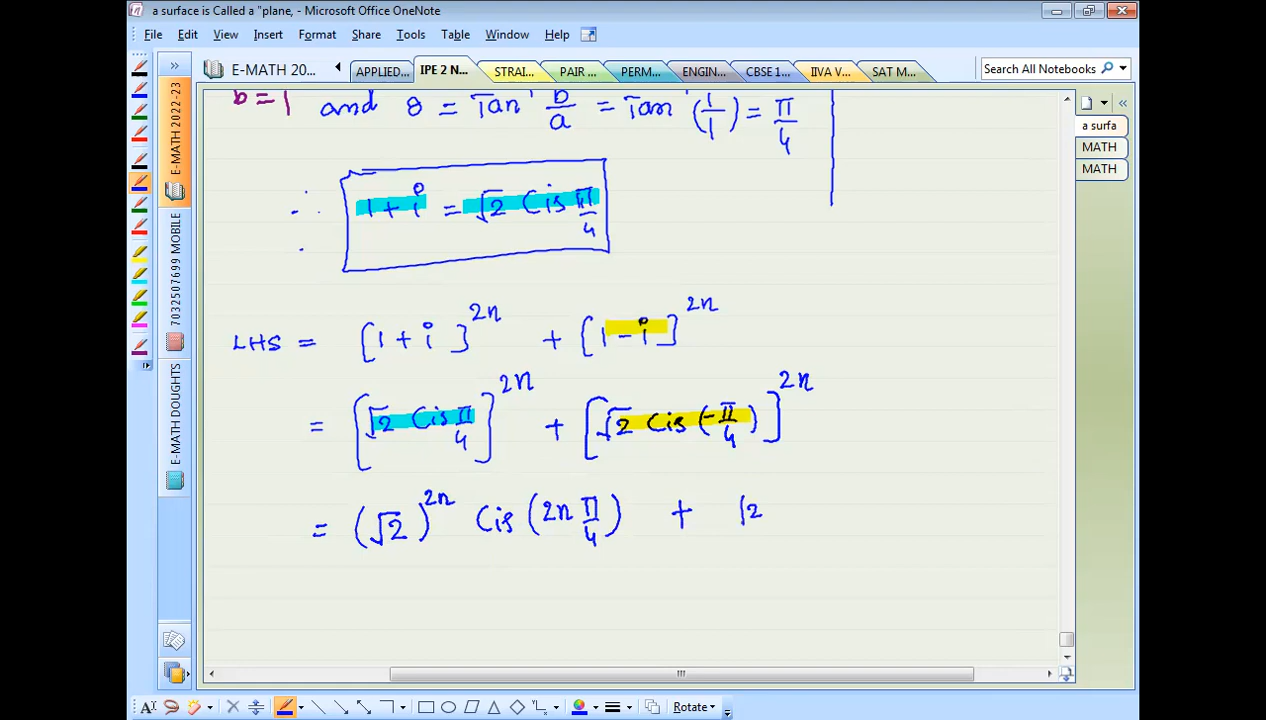 a surface is Called a "plane, - Microsoft Office OneNote
File Edit View Insert Format Share Tools Table Window Help
E-MATH 20... APPLIED... IPE 2 N... STRAI... PAIR ... PERM... ENGIN... CBSE 1... IIVA V... SAT M... Search All Notebooks
b = 1 and θ = Tan⁻¹ b/a = Tan⁻¹ (1/1) = π/4
a surfa
MATH
MATH
E-MATH 2022-23
7032507699 MOBILE
E-MATH DOUGHTS
∴ 1 + i = √2 Cis π/4
LHS = [1 + i]^2n + [1 - i]^2n
= [√2 Cis π/4]^2n + [√2 Cis (-π/4)]^2n
= (√2)^2n Cis (2n π/4) + (2
Rotate